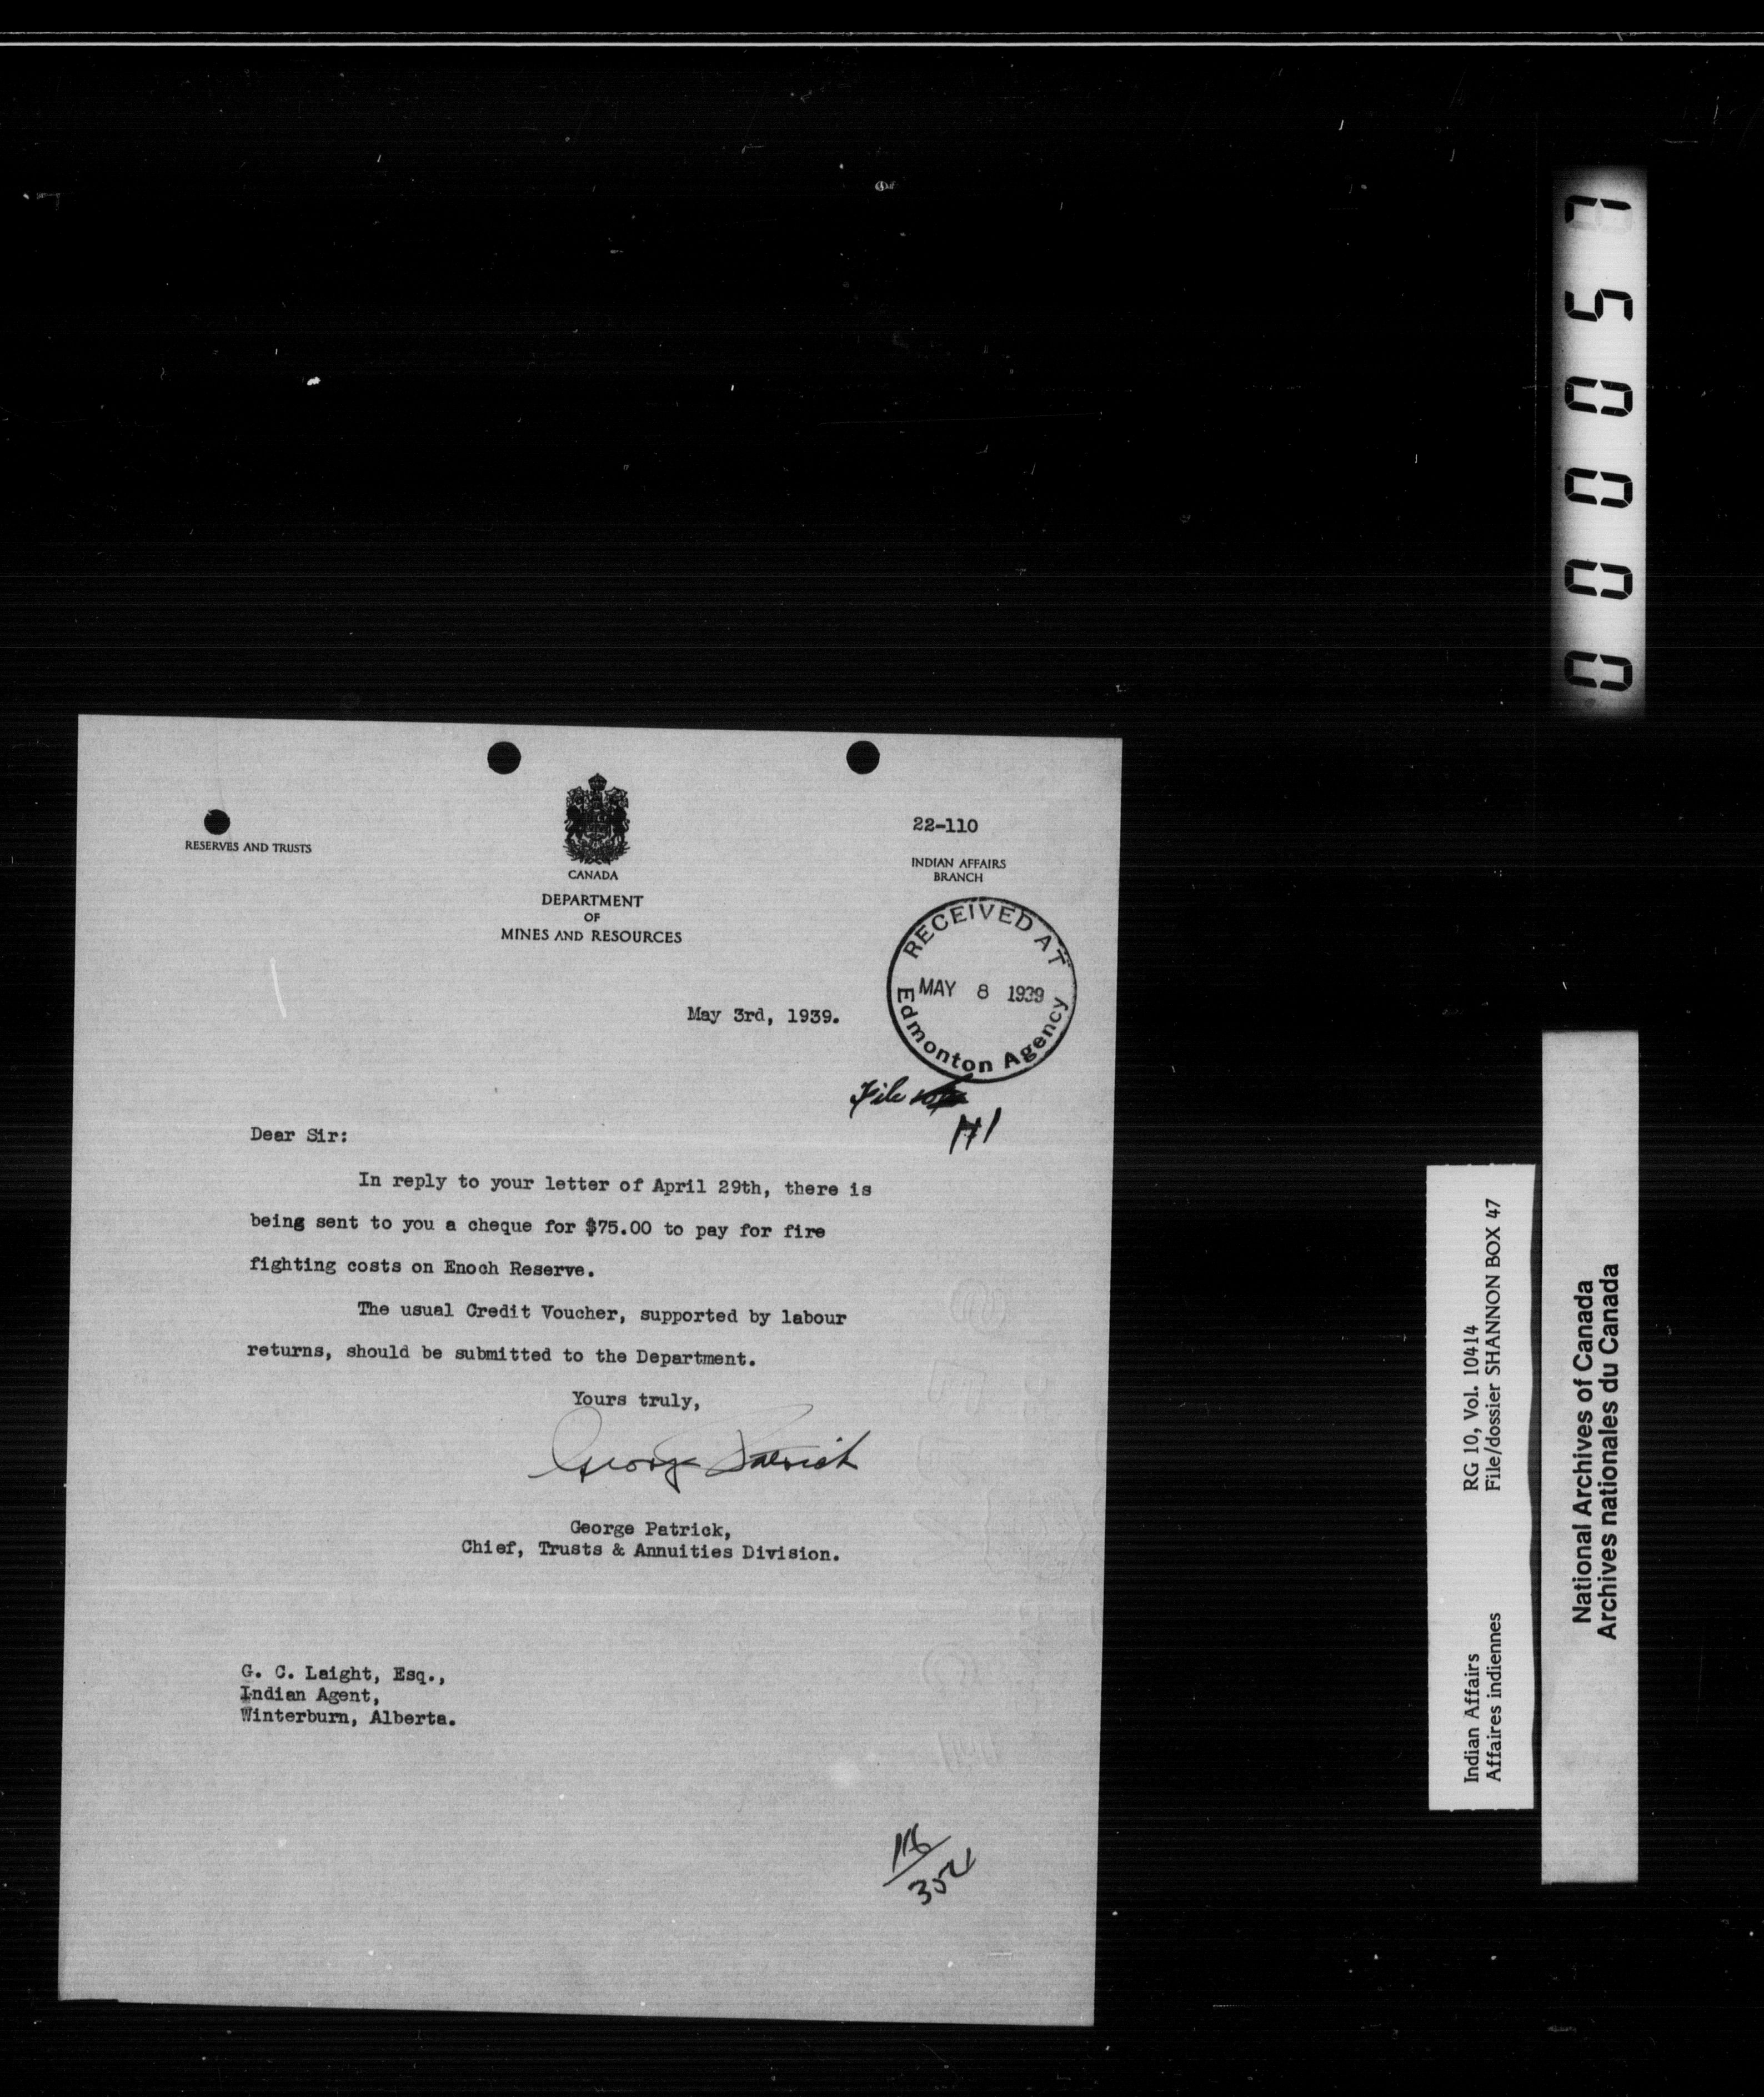 RESERVES AND TRUSTS
CANADA
DEPARTMENT
OF
MINES AND RESOURCES
22-110
INDIAN AFFAIRS
BRANCH
RECEIVED AT
MAY 8 1939
Edmonton Agency
May 3rd, 1939.
File
Dear Sir:
In reply to your letter of April 29th, there is
being sent to you a cheque for $75.00 to pay for fire
fighting costs on Enoch Reserve.
The usual Credit Voucher, supported by labour
returns, should be submitted to the Department.
Yours truly,
George Patrick
George Patrick,
Chief, Trusts & Annuities Division.
G. C. Laight, Esq.,
Indian Agent,
Winterburn, Alberta.
000057
Indian Affairs
Affaires indiennes
RG 10, Vol. 10414
File/dossier SHANNON BOX 47
National Archives of Canada
Archives nationales du Canada